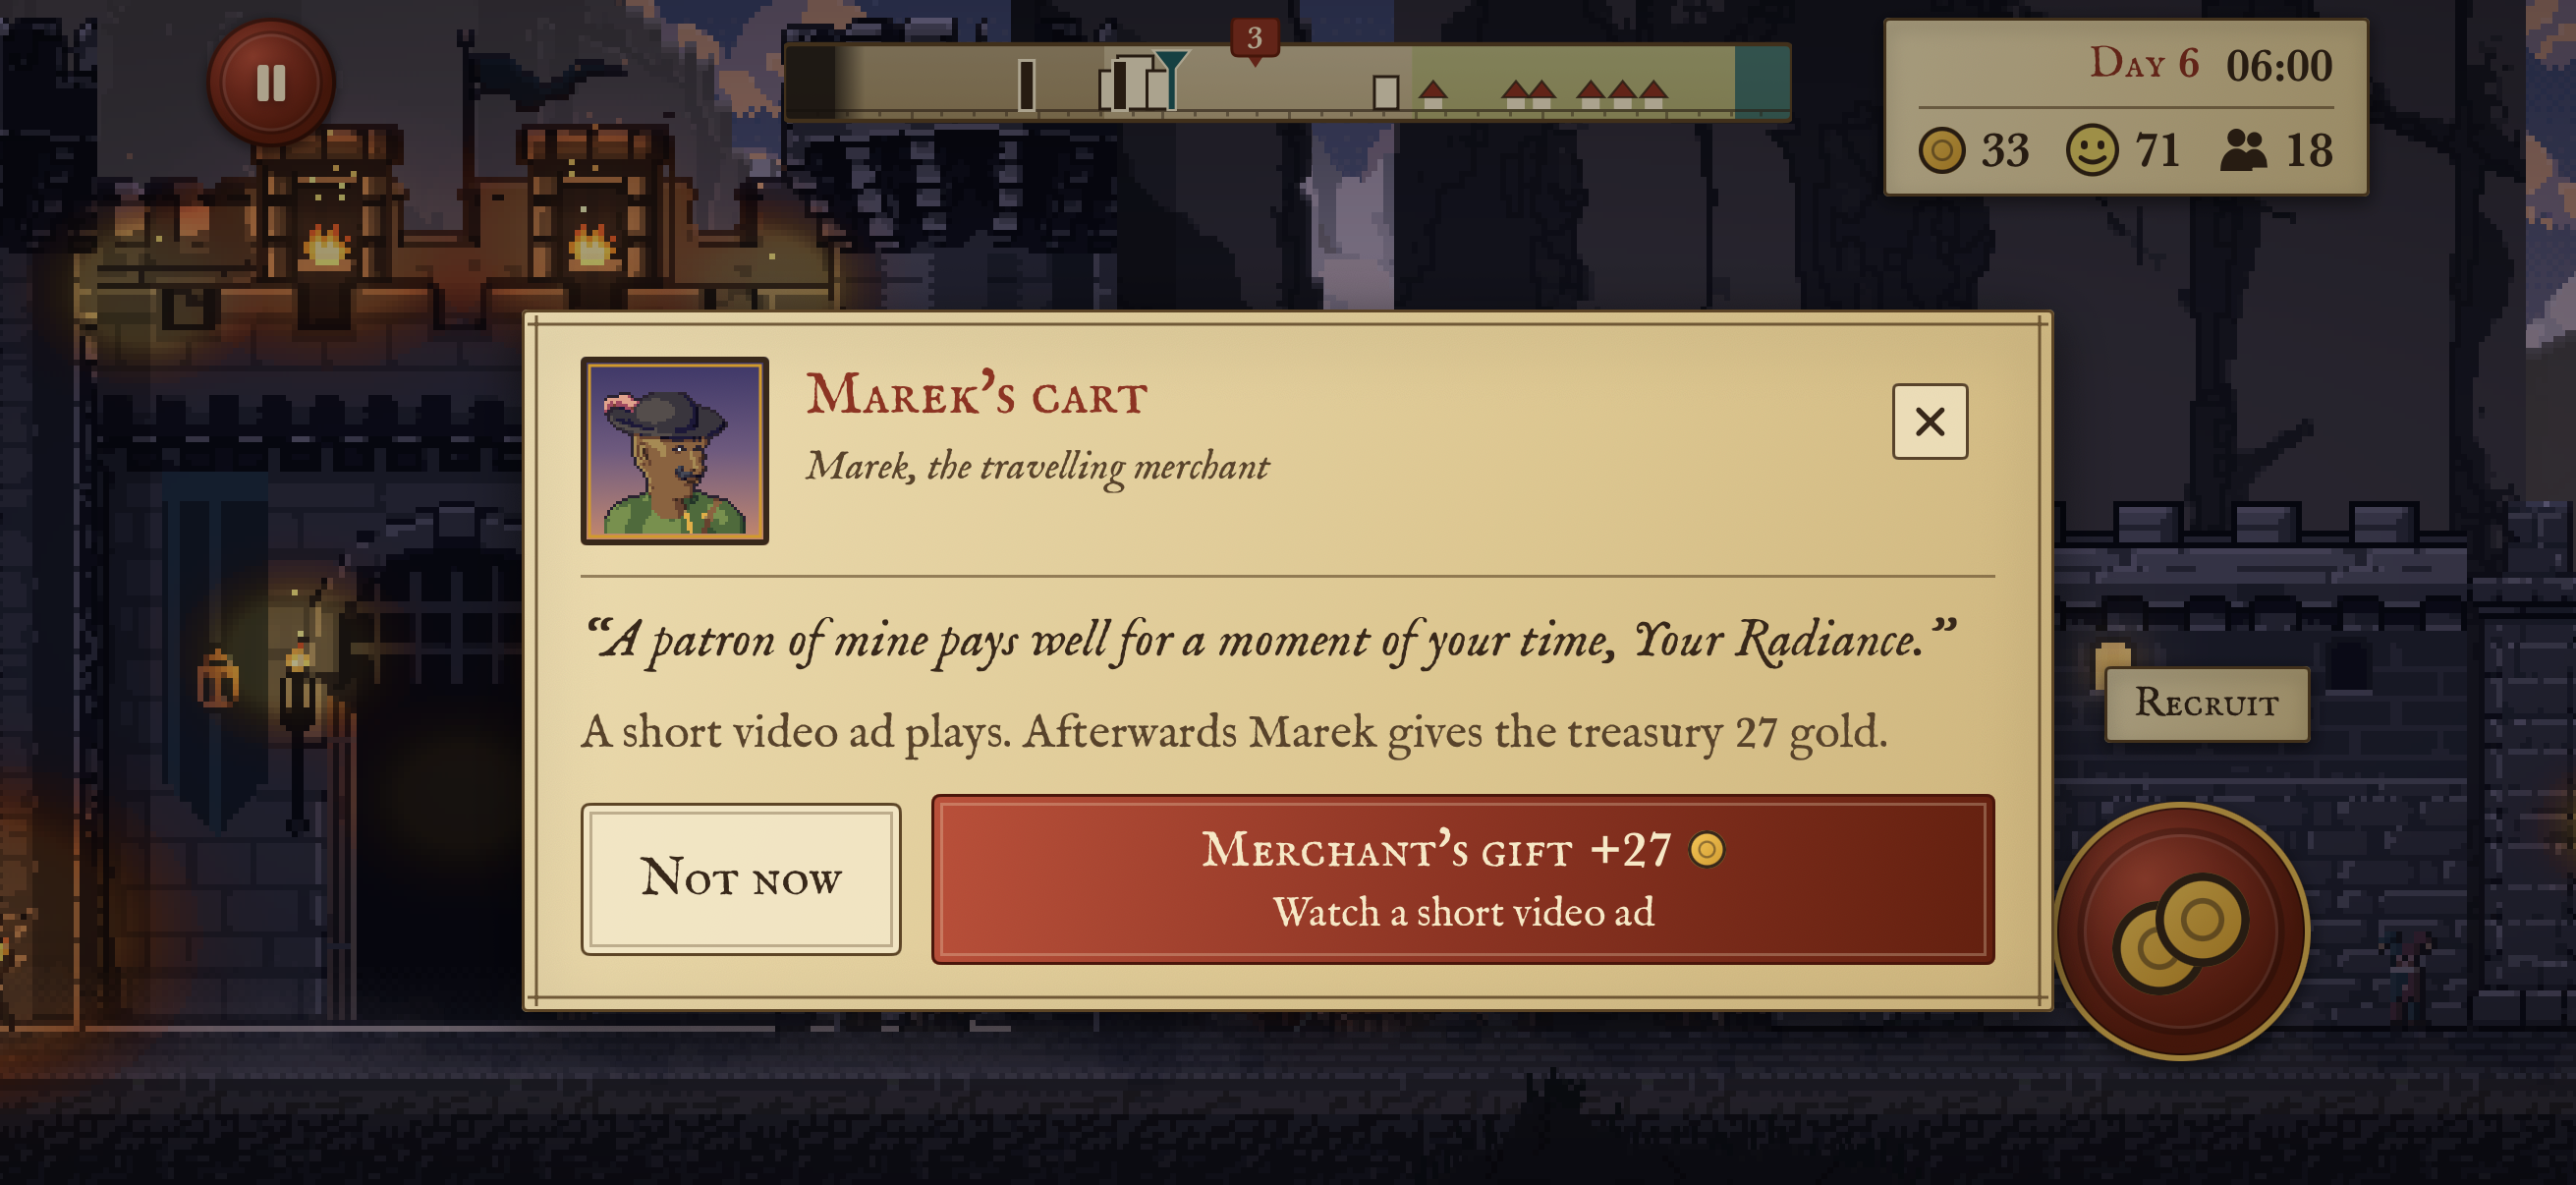 3
Day 6 06:00
33 71 18
Marek’s cart
Marek, the travelling merchant
“A patron of mine pays well for a moment of your time, Your Radiance.”
A short video ad plays. Afterwards Marek gives the treasury 27 gold.
Not now
Merchant’s gift +27
Watch a short video ad
Recruit